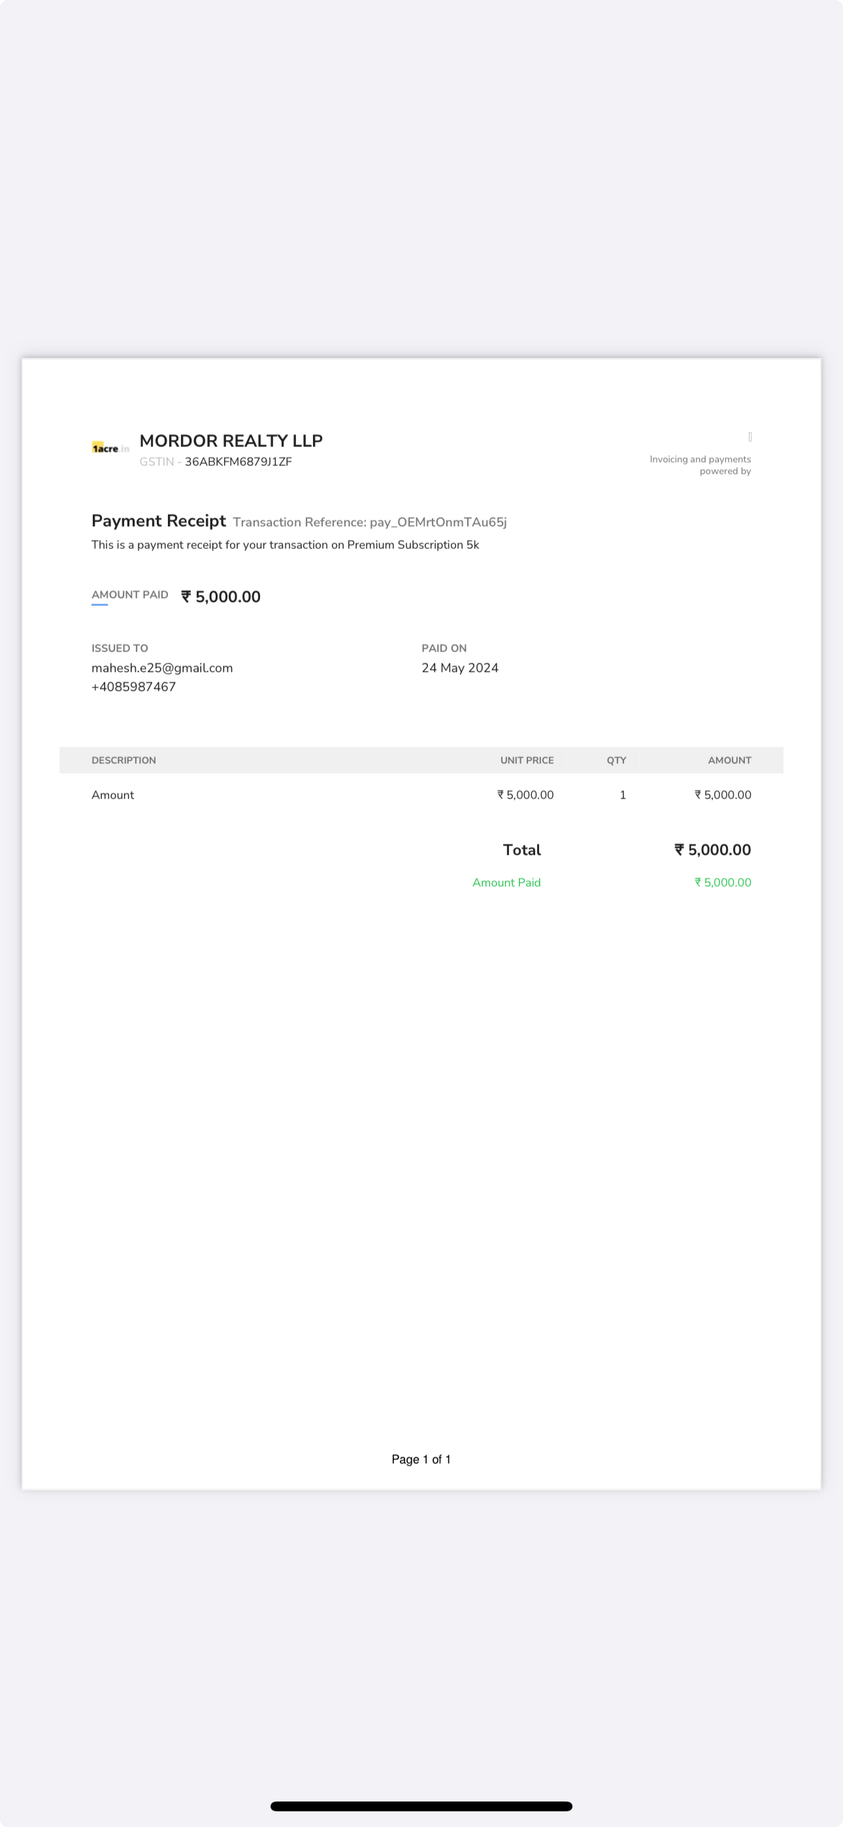 1acre.in
MORDOR REALTY LLP
GSTIN - 36ABKFM6879J1ZF
Invoicing and payments
powered by
Payment Receipt Transaction Reference: pay_OEMrtOnmTAu65j
This is a payment receipt for your transaction on Premium Subscription 5k
AMOUNT PAID ₹ 5,000.00
ISSUED TO PAID ON
mahesh.e25@gmail.com 24 May 2024
+4085987467
DESCRIPTION UNIT PRICE QTY AMOUNT
Amount ₹ 5,000.00 1 ₹ 5,000.00
Total ₹ 5,000.00
Amount Paid ₹ 5,000.00
Page 1 of 1